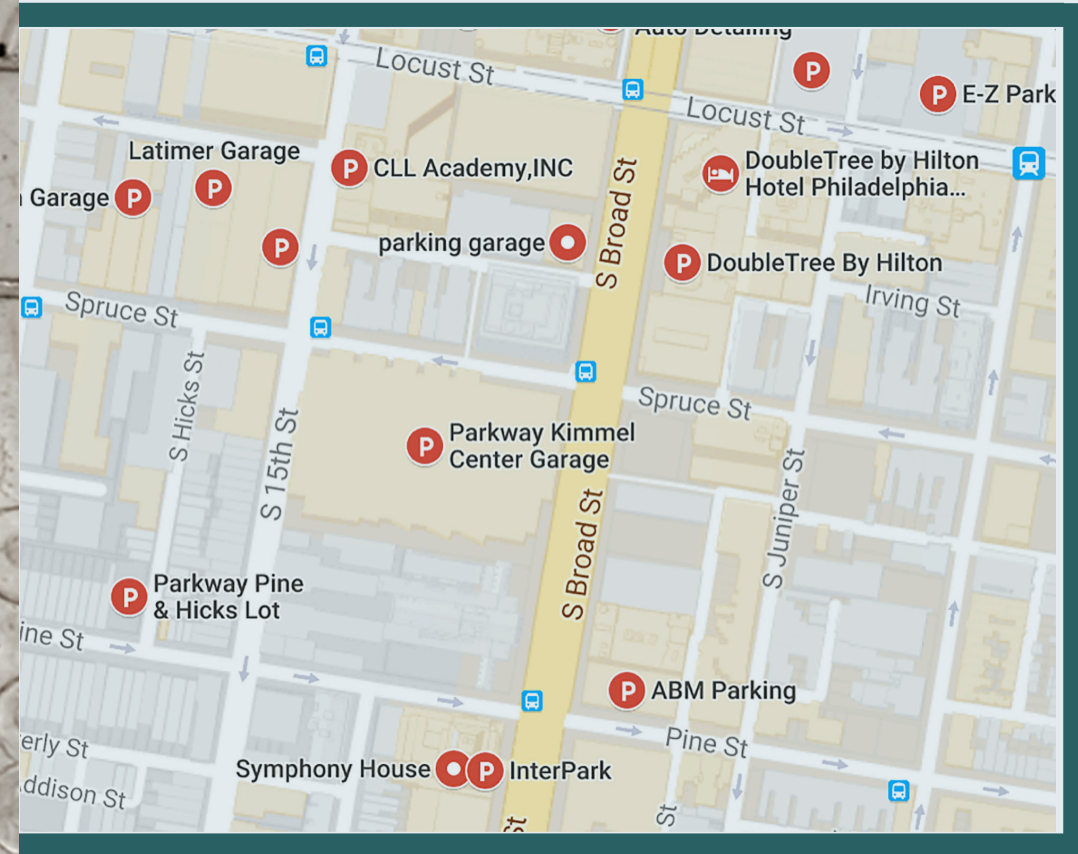 Auto Detailing
Locust St
P
P
E-Z Park
Locust St
Latimer Garage
P
CLL Academy,INC
DoubleTree by Hilton
Hotel Philadelphia...
Garage
P
P
parking garage
S Broad St
P
P
DoubleTree By Hilton
Irving St
Spruce St
S Hicks St
Spruce St
P
Parkway Kimmel
Center Garage
S 15th St
S Broad St
S Juniper St
P
Parkway Pine
& Hicks Lot
ine St
P
ABM Parking
Pine St
erly St
Symphony House
P
InterPark
ddison St
St
St